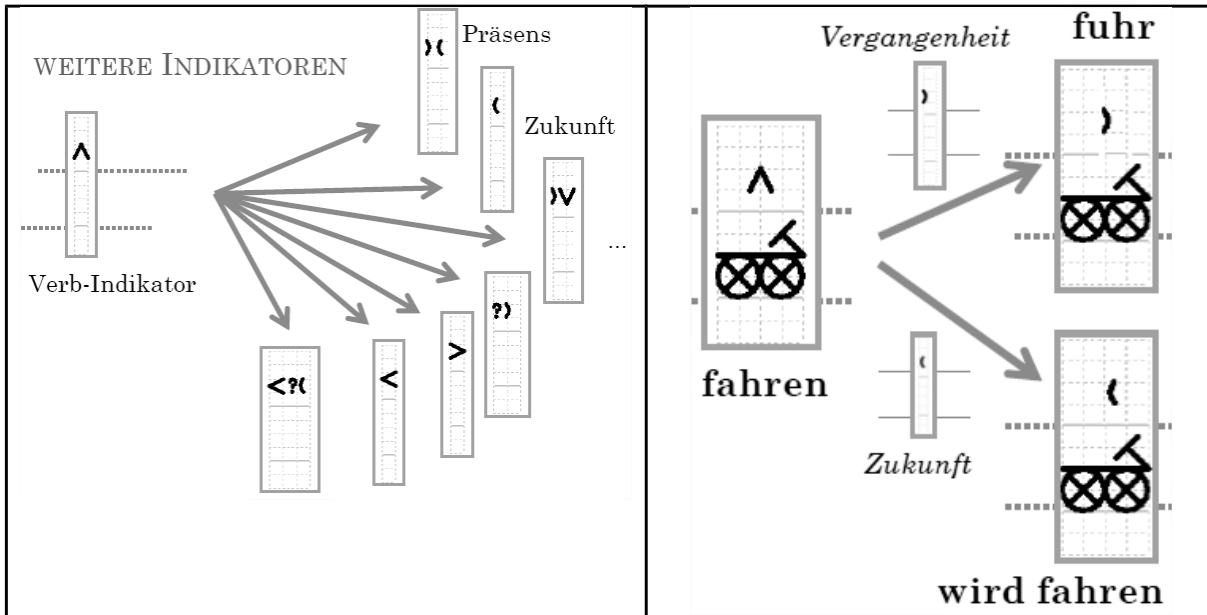 WEITERE INDIKATOREN
Präsens
)(
(
Zukunft
)∨
∧
Verb-Indikator
...
?)
>
<
<?(
Vergangenheit
)
fuhr
)
∧
fahren
(
Zukunft
(
wird fahren